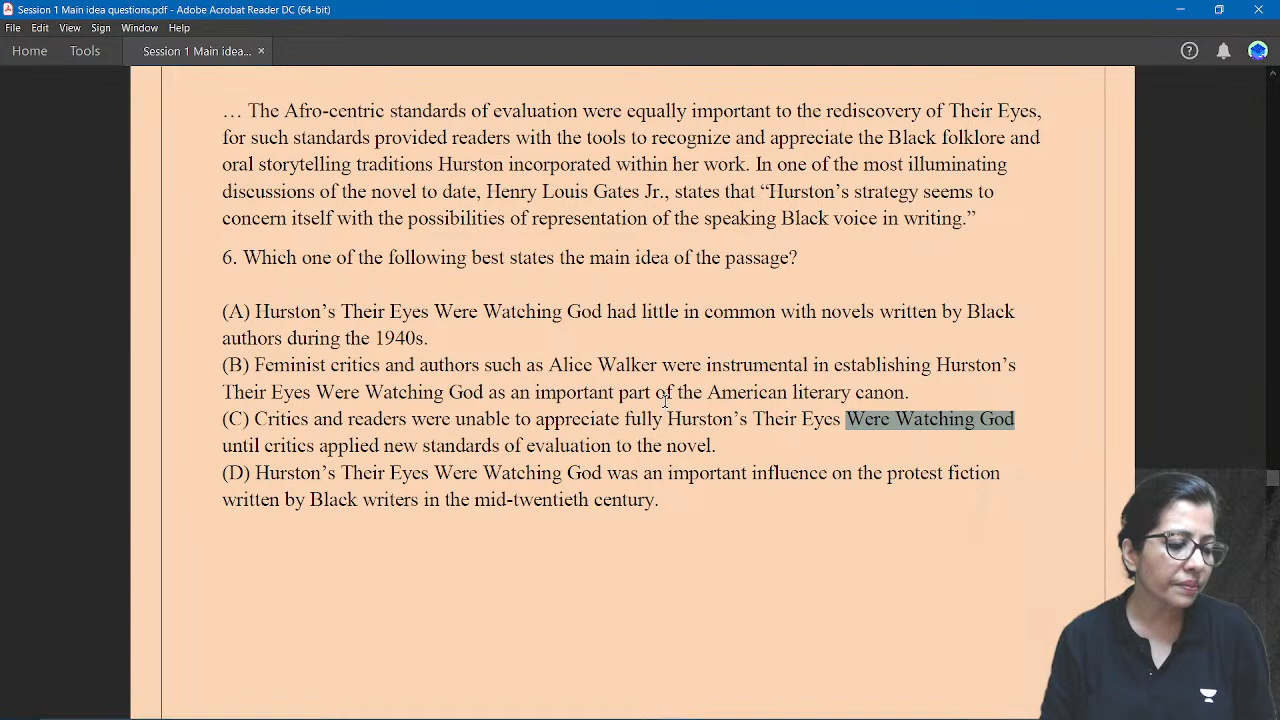 Session 1 Main idea questions.pdf - Adobe Acrobat Reader DC (64-bit)
File Edit View Sign Window Help
Home Tools Session 1 Main idea... ×
… The Afro-centric standards of evaluation were equally important to the rediscovery of Their Eyes,
for such standards provided readers with the tools to recognize and appreciate the Black folklore and
oral storytelling traditions Hurston incorporated within her work. In one of the most illuminating
discussions of the novel to date, Henry Louis Gates Jr., states that “Hurston’s strategy seems to
concern itself with the possibilities of representation of the speaking Black voice in writing.”
6. Which one of the following best states the main idea of the passage?
(A) Hurston’s Their Eyes Were Watching God had little in common with novels written by Black
authors during the 1940s.
(B) Feminist critics and authors such as Alice Walker were instrumental in establishing Hurston’s
Their Eyes Were Watching God as an important part of the American literary canon.
(C) Critics and readers were unable to appreciate fully Hurston’s Their Eyes Were Watching God
until critics applied new standards of evaluation to the novel.
(D) Hurston’s Their Eyes Were Watching God was an important influence on the protest fiction
written by Black writers in the mid-twentieth century.